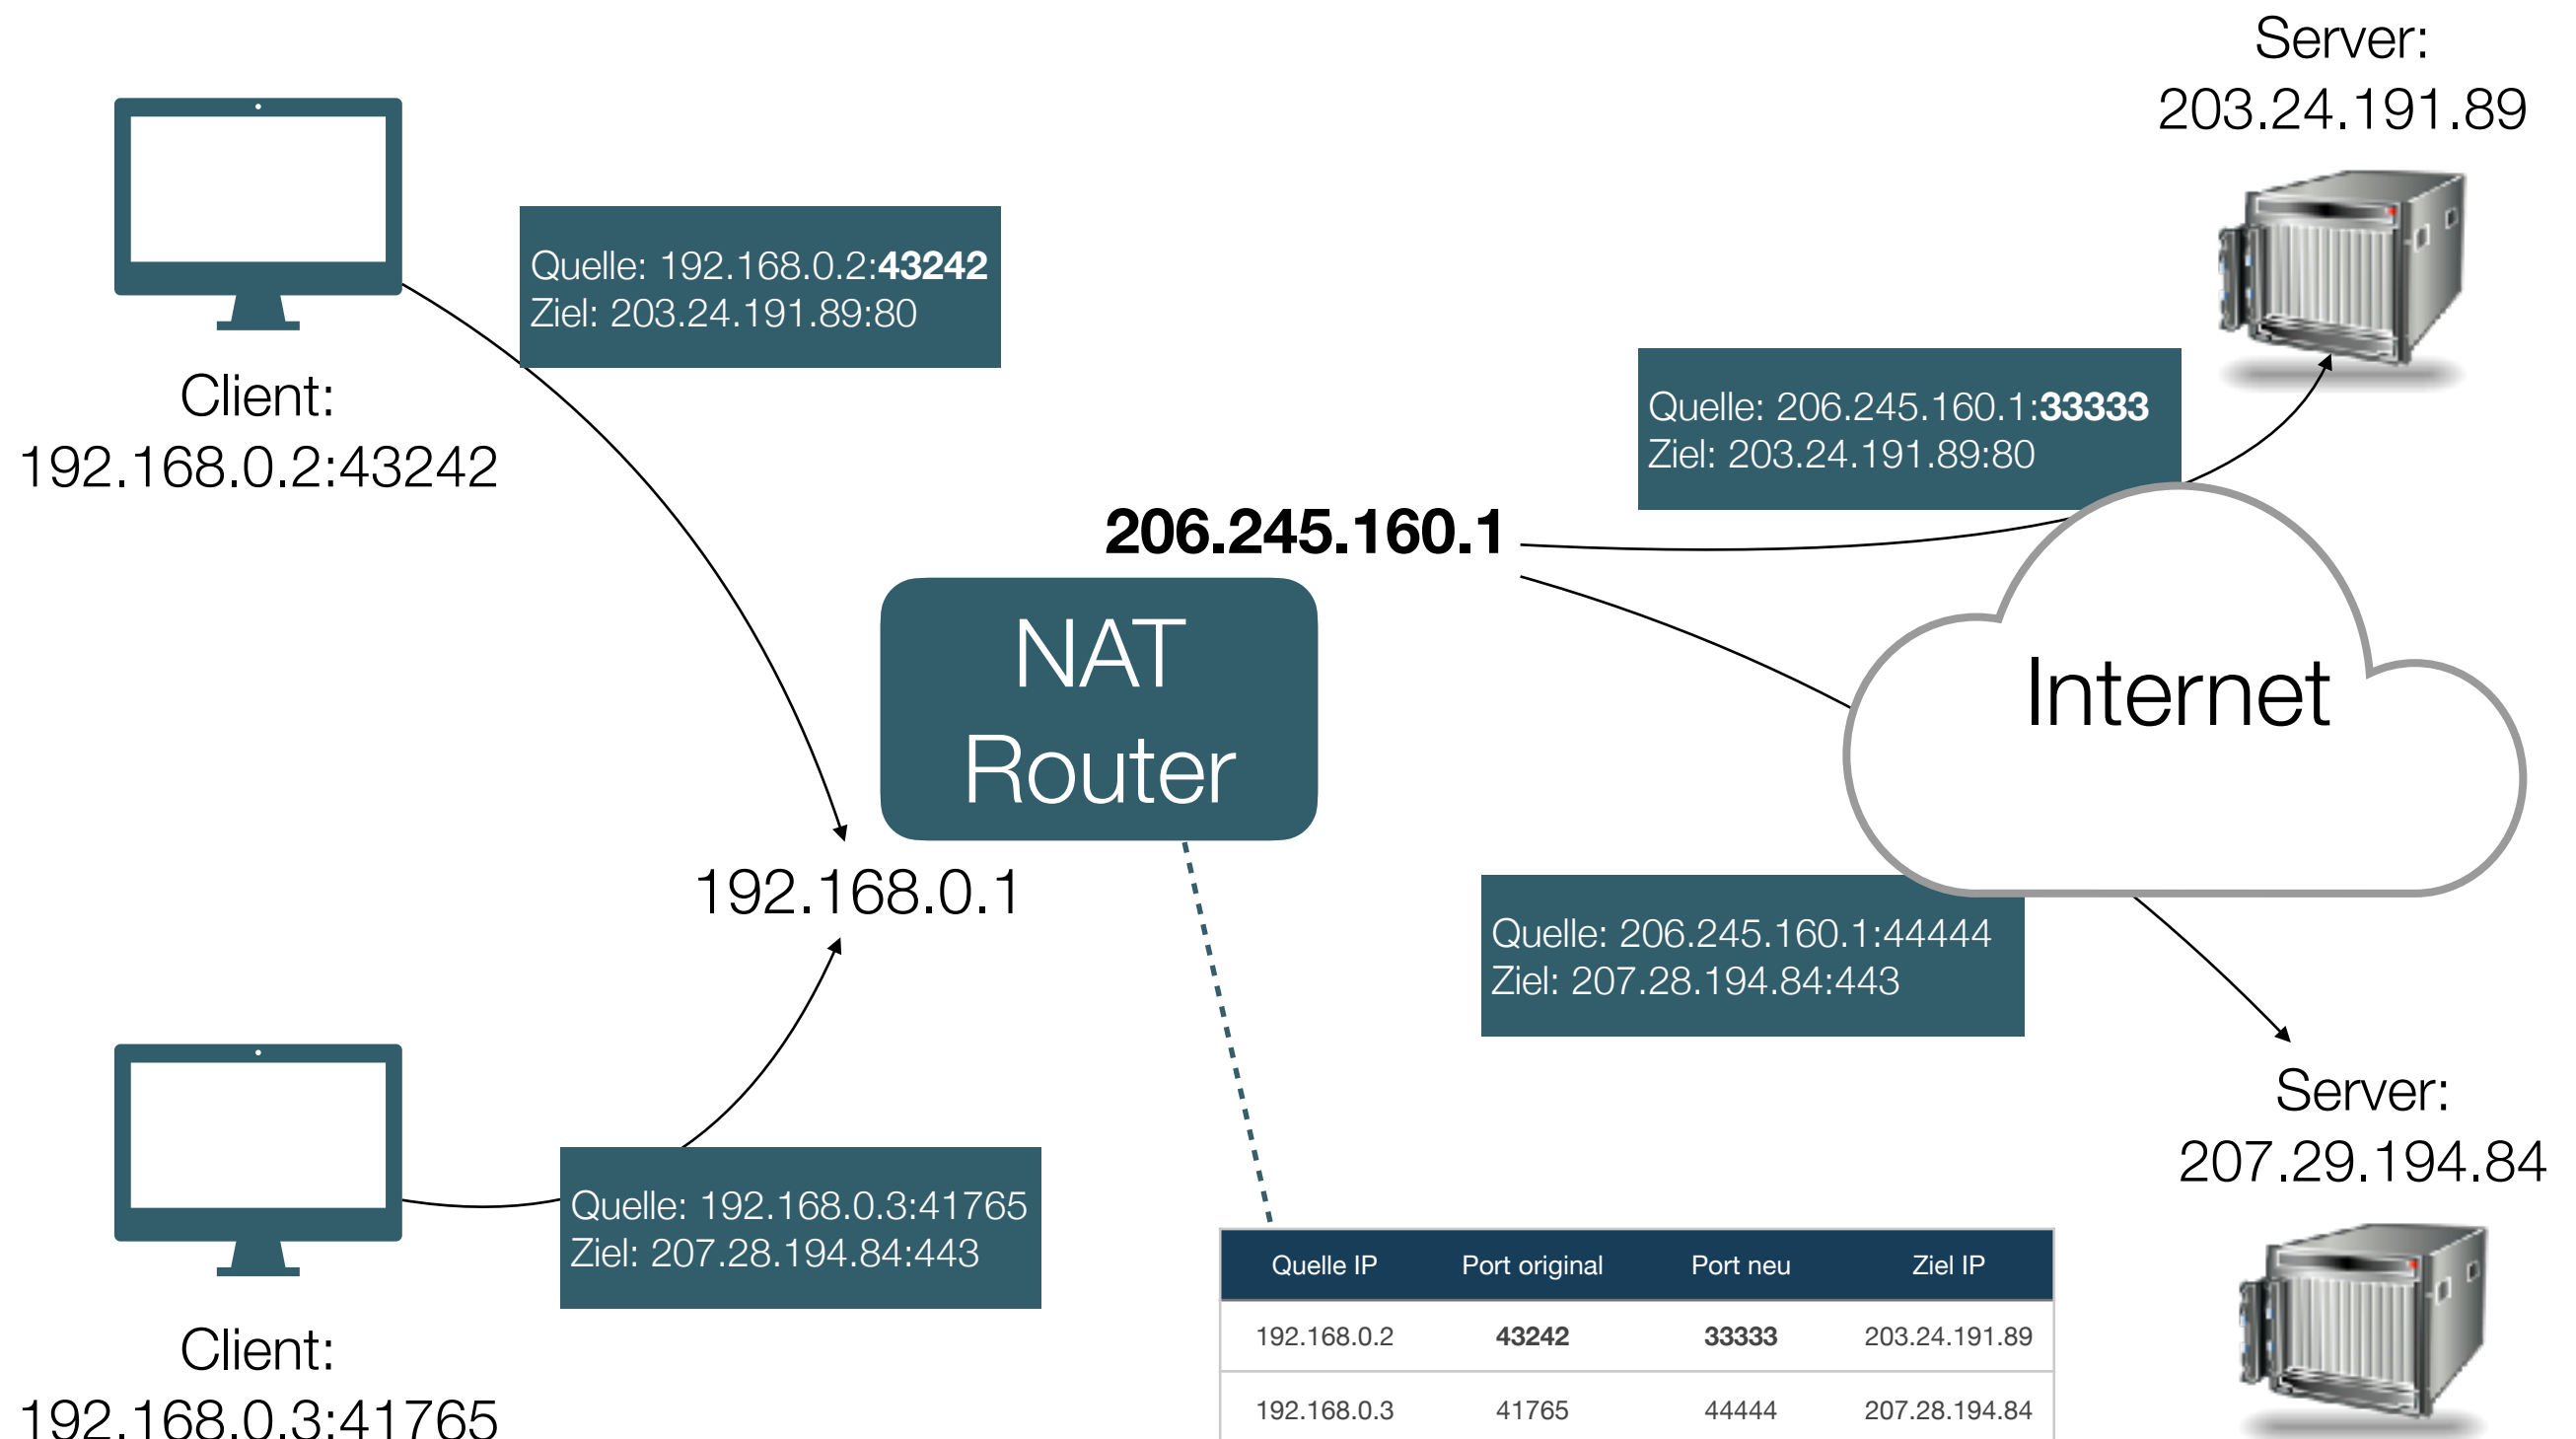 Server:
203.24.191.89
Quelle: 192.168.0.2:43242
Ziel: 203.24.191.89:80
Client:
192.168.0.2:43242
Quelle: 206.245.160.1:33333
Ziel: 203.24.191.89:80
206.245.160.1
NAT
Router
Internet
192.168.0.1
Quelle: 206.245.160.1:44444
Ziel: 207.28.194.84:443
Server:
207.29.194.84
Quelle: 192.168.0.3:41765
Ziel: 207.28.194.84:443
Client:
192.168.0.3:41765
Quelle IP Port original Port neu Ziel IP
192.168.0.2 43242 33333 203.24.191.89
192.168.0.3 41765 44444 207.28.194.84